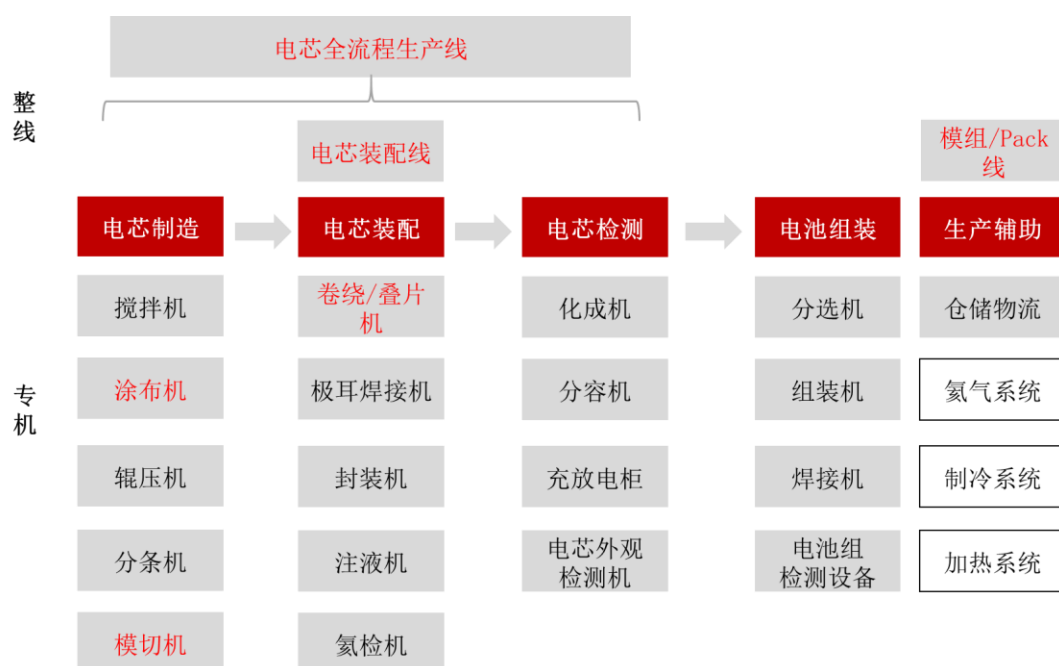 电芯全流程生产线
整
线
电芯装配线
模组/Pack
线
电芯制造
电芯装配
电芯检测
电池组装
生产辅助
搅拌机
卷绕/叠片
机
化成机
分选机
仓储物流
专
机
涂布机
极耳焊接机
分容机
组装机
氦气系统
辊压机
封装机
充放电柜
焊接机
制冷系统
分条机
注液机
电芯外观
检测机
电池组
检测设备
加热系统
模切机
氦检机